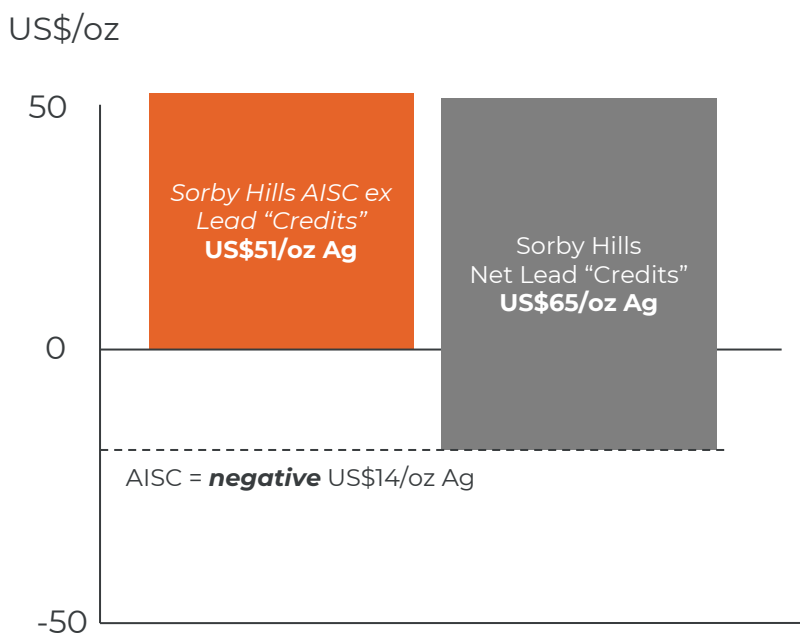 US$/oz
50
Sorby Hills AISC ex
Lead “Credits”
US$51/oz Ag
Sorby Hills
Net Lead “Credits”
US$65/oz Ag
0
AISC = negative US$14/oz Ag
-50